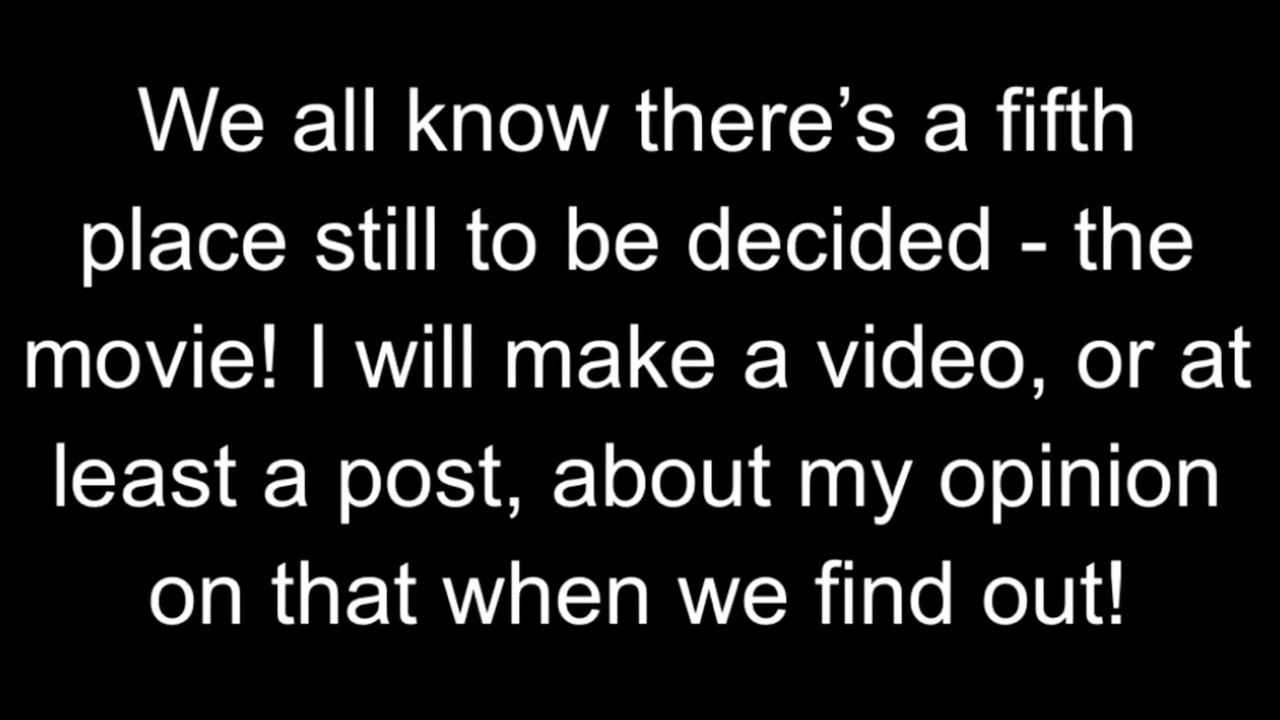 We all know there’s a fifth
place still to be decided - the
movie! I will make a video, or at
least a post, about my opinion
on that when we find out!